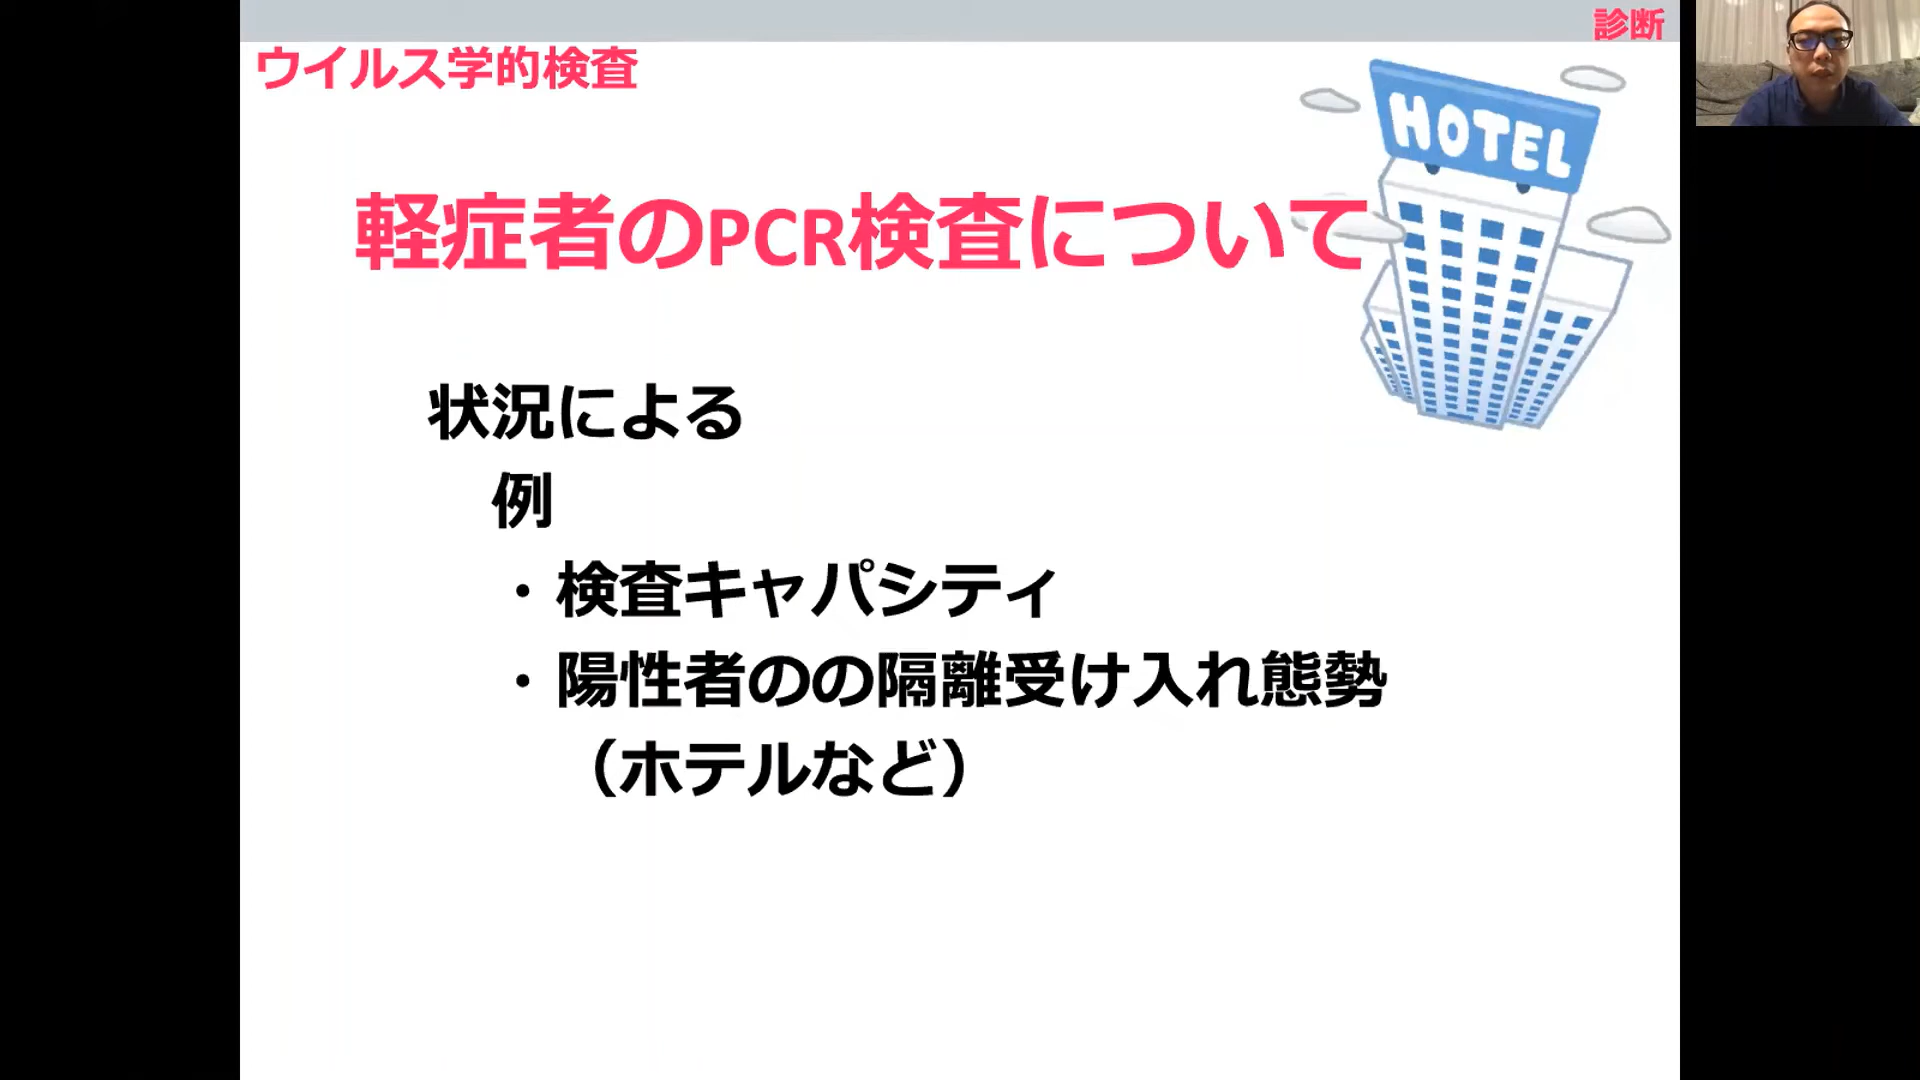 診断
ウイルス学的検査
HOTEL
軽症者のPCR検査について
状況による
例
・検査キャパシティ
・陽性者のの隔離受け入れ態勢
（ホテルなど）